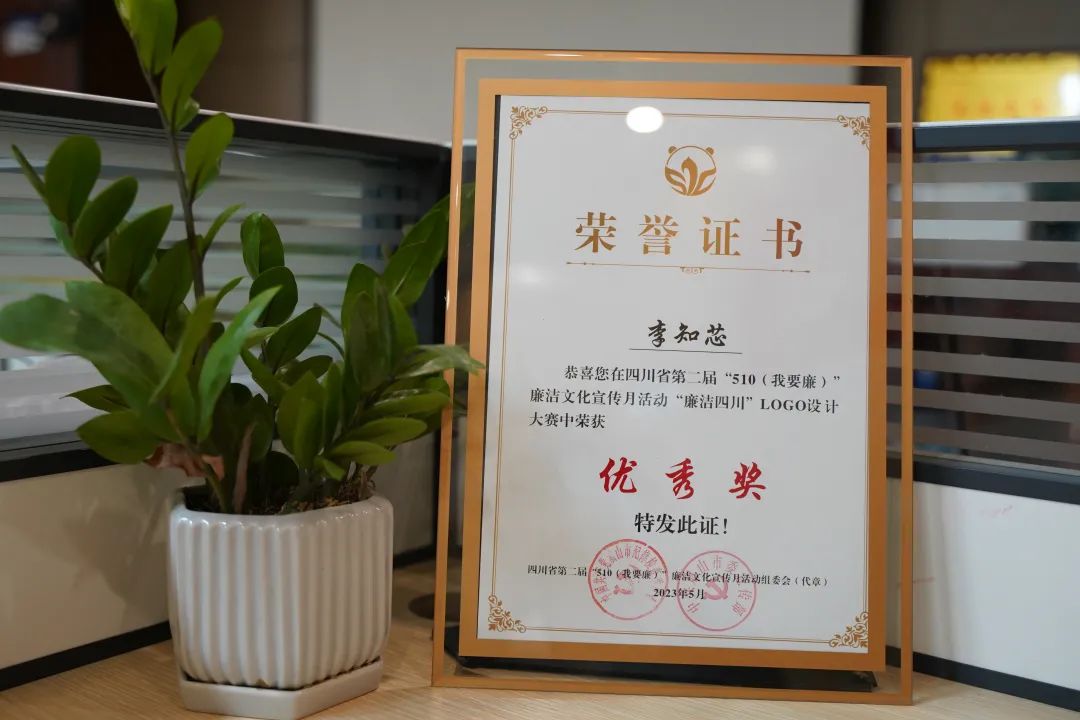 荣誉证书
李知芯
恭喜您在四川省第二届“510（我要廉）”
廉洁文化宣传月活动“廉洁四川”LOGO设计
大赛中荣获
优秀奖
特发此证！
四川省第二届“510（我要廉）”廉洁文化宣传月活动组委会（代章）
2023年5月